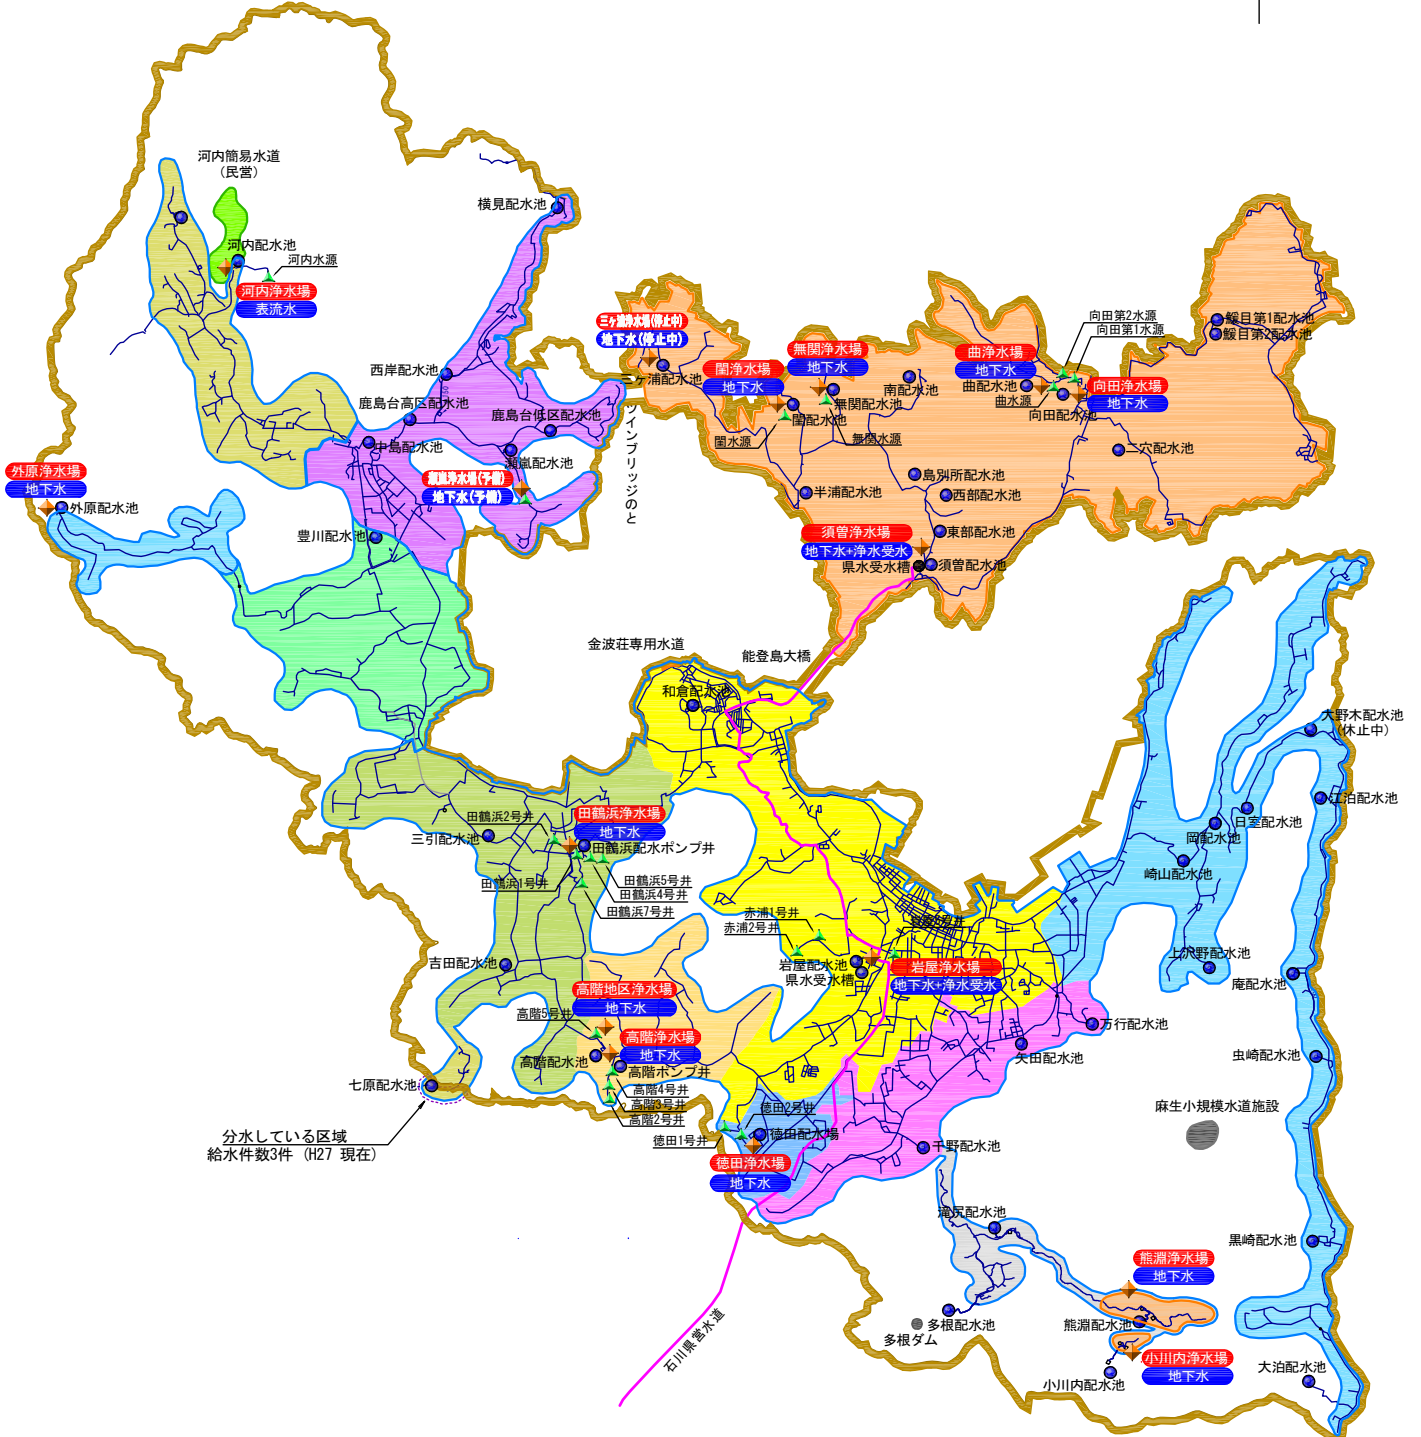 河内簡易水道
(民営)
河内配水池
河内水源
河内浄水場
表流水
横見配水池
西岸配水池
鹿島台高区配水池
鹿島台低区配水池
中島配水池
瀬嵐配水池
瀬嵐浄水場(予備)
地下水(予備)
外原浄水場
地下水
外原配水池
豊川配水池
ツインブリッジのと
三ヶ浦浄水場(停止中)
地下水(停止中)
三ヶ浦配水池
閨浄水場
地下水
閨配水池
閨水源
無関浄水場
地下水
無関配水池
無関水源
南配水池
曲浄水場
地下水
曲配水池
曲水源
向田第2水源
向田第1水源
向田浄水場
地下水
向田配水池
鰀目第1配水池
鰀目第2配水池
二穴配水池
半浦配水池
島別所配水池
西部配水池
東部配水池
須曽浄水場
地下水+浄水受水
県水受水槽
須曽配水池
金波荘専用水道
能登島大橋
和倉配水池
大野木配水池
(休止中)
江泊配水池
日室配水池
岡配水池
崎山配水池
上沢野配水池
庵配水池
虫崎配水池
黒崎配水池
大泊配水池
田鶴浜2号井
田鶴浜浄水場
地下水
三引配水池
田鶴浜配水ポンプ井
田鶴浜1号井
田鶴浜5号井
田鶴浜4号井
田鶴浜7号井
赤浦1号井
赤浦2号井
岩屋配水池
県水受水槽
岩屋浄水場
地下水+浄水受水
吉田配水池
高階地区浄水場
地下水
高階5号井
高階浄水場
地下水
高階配水池
高階ポンプ井
高階4号井
高階3号井
高階2号井
七原配水池
分水している区域
給水件数3件 (H27 現在)
徳田2号井
徳田1号井
徳田配水場
徳田浄水場
地下水
万行配水池
矢田配水池
千野配水池
麻生小規模水道施設
滝尻配水池
多根配水池
多根ダム
熊淵浄水場
地下水
熊淵配水池
小川内浄水場
地下水
小川内配水池
石川県営水道